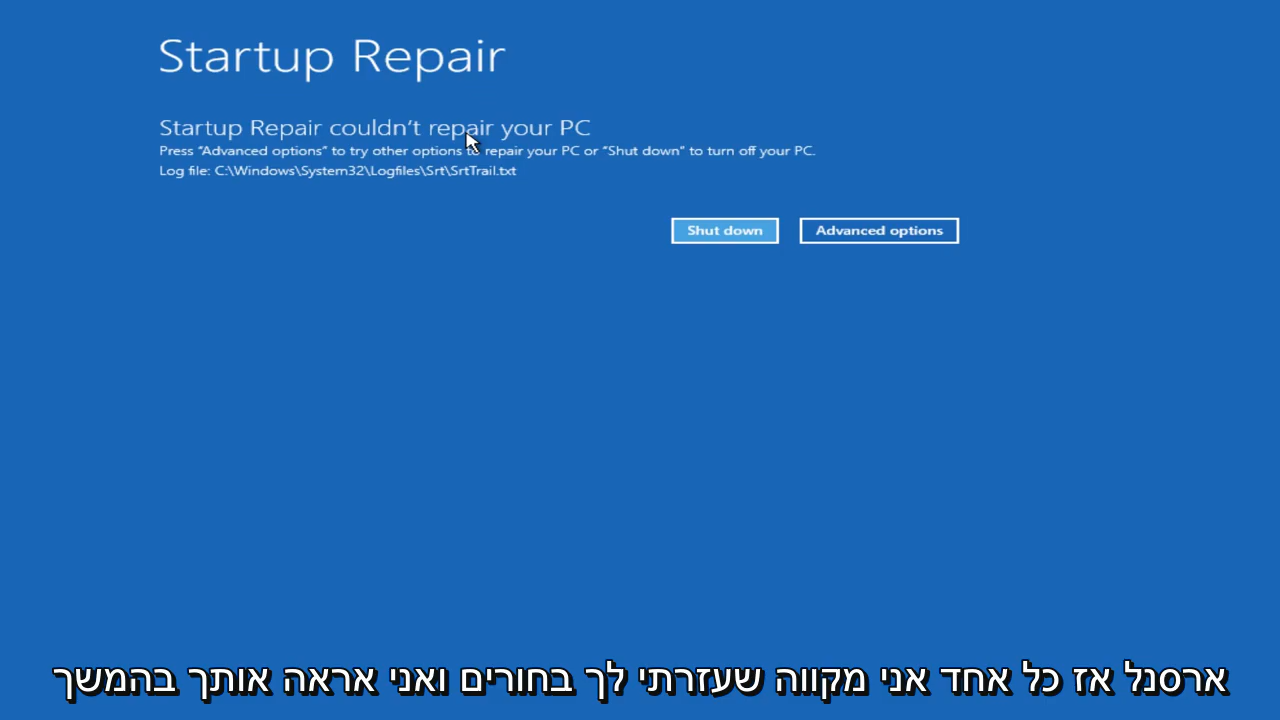 Startup Repair
Startup Repair couldn't repair your PC
Press “Advanced options” to try other options to repair your PC or “Shut down” to turn off your PC.
Log file: C:\Windows\System32\Logfiles\Srt\SrtTrail.txt
Shut down
Advanced options
ארסנל אז כל אחד אני מקווה שעזרתי לך בחורים ואני אראה אותך בהמשך